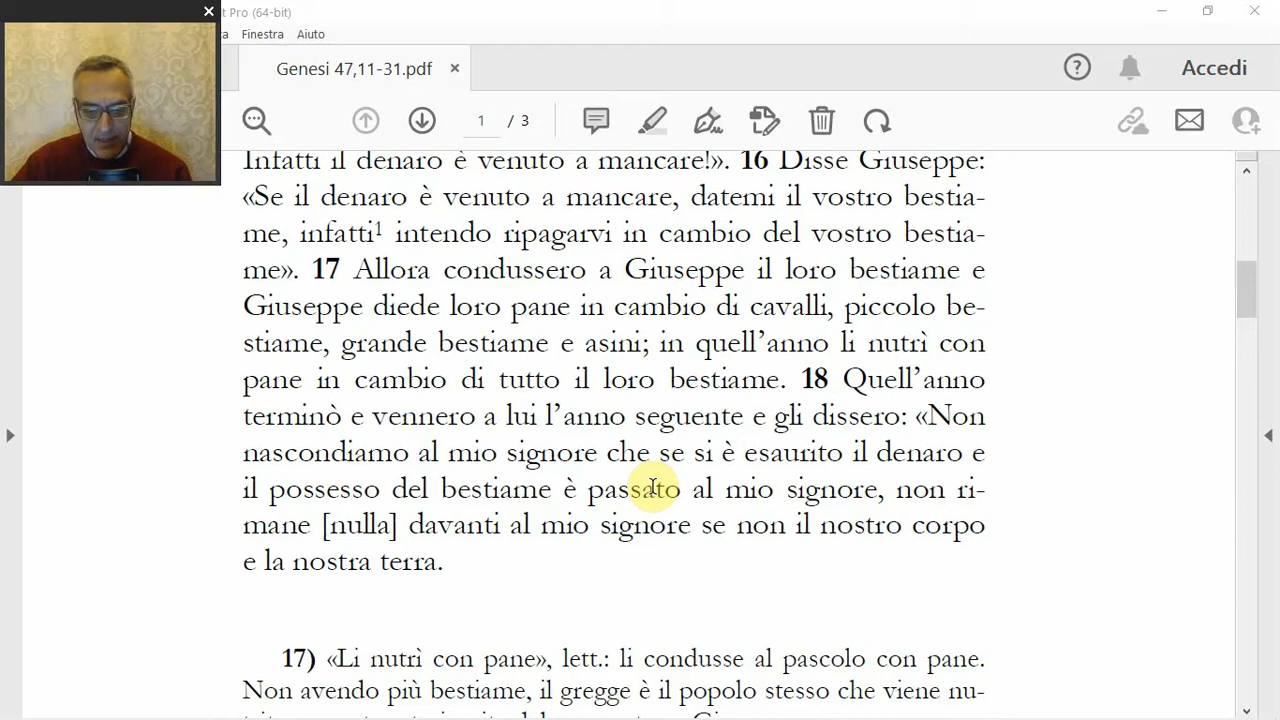 t Pro (64-bit)
Finestra Aiuto
Genesi 47,11-31.pdf
Accedi
1 / 3
Infatti il denaro è venuto a mancare!». 16 Disse Giuseppe:
«Se il denaro è venuto a mancare, datemi il vostro bestia-
me, infatti1 intendo ripagarvi in cambio del vostro bestia-
me». 17 Allora condussero a Giuseppe il loro bestiame e
Giuseppe diede loro pane in cambio di cavalli, piccolo be-
stiame, grande bestiame e asini; in quell’anno li nutrì con
pane in cambio di tutto il loro bestiame. 18 Quell’anno
terminò e vennero a lui l’anno seguente e gli dissero: «Non
nascondiamo al mio signore che se si è esaurito il denaro e
il possesso del bestiame è passato al mio signore, non ri-
mane [nulla] davanti al mio signore se non il nostro corpo
e la nostra terra.
17) «Li nutrì con pane», lett.: li condusse al pascolo con pane.
Non avendo più bestiame, il gregge è il popolo stesso che viene nu-